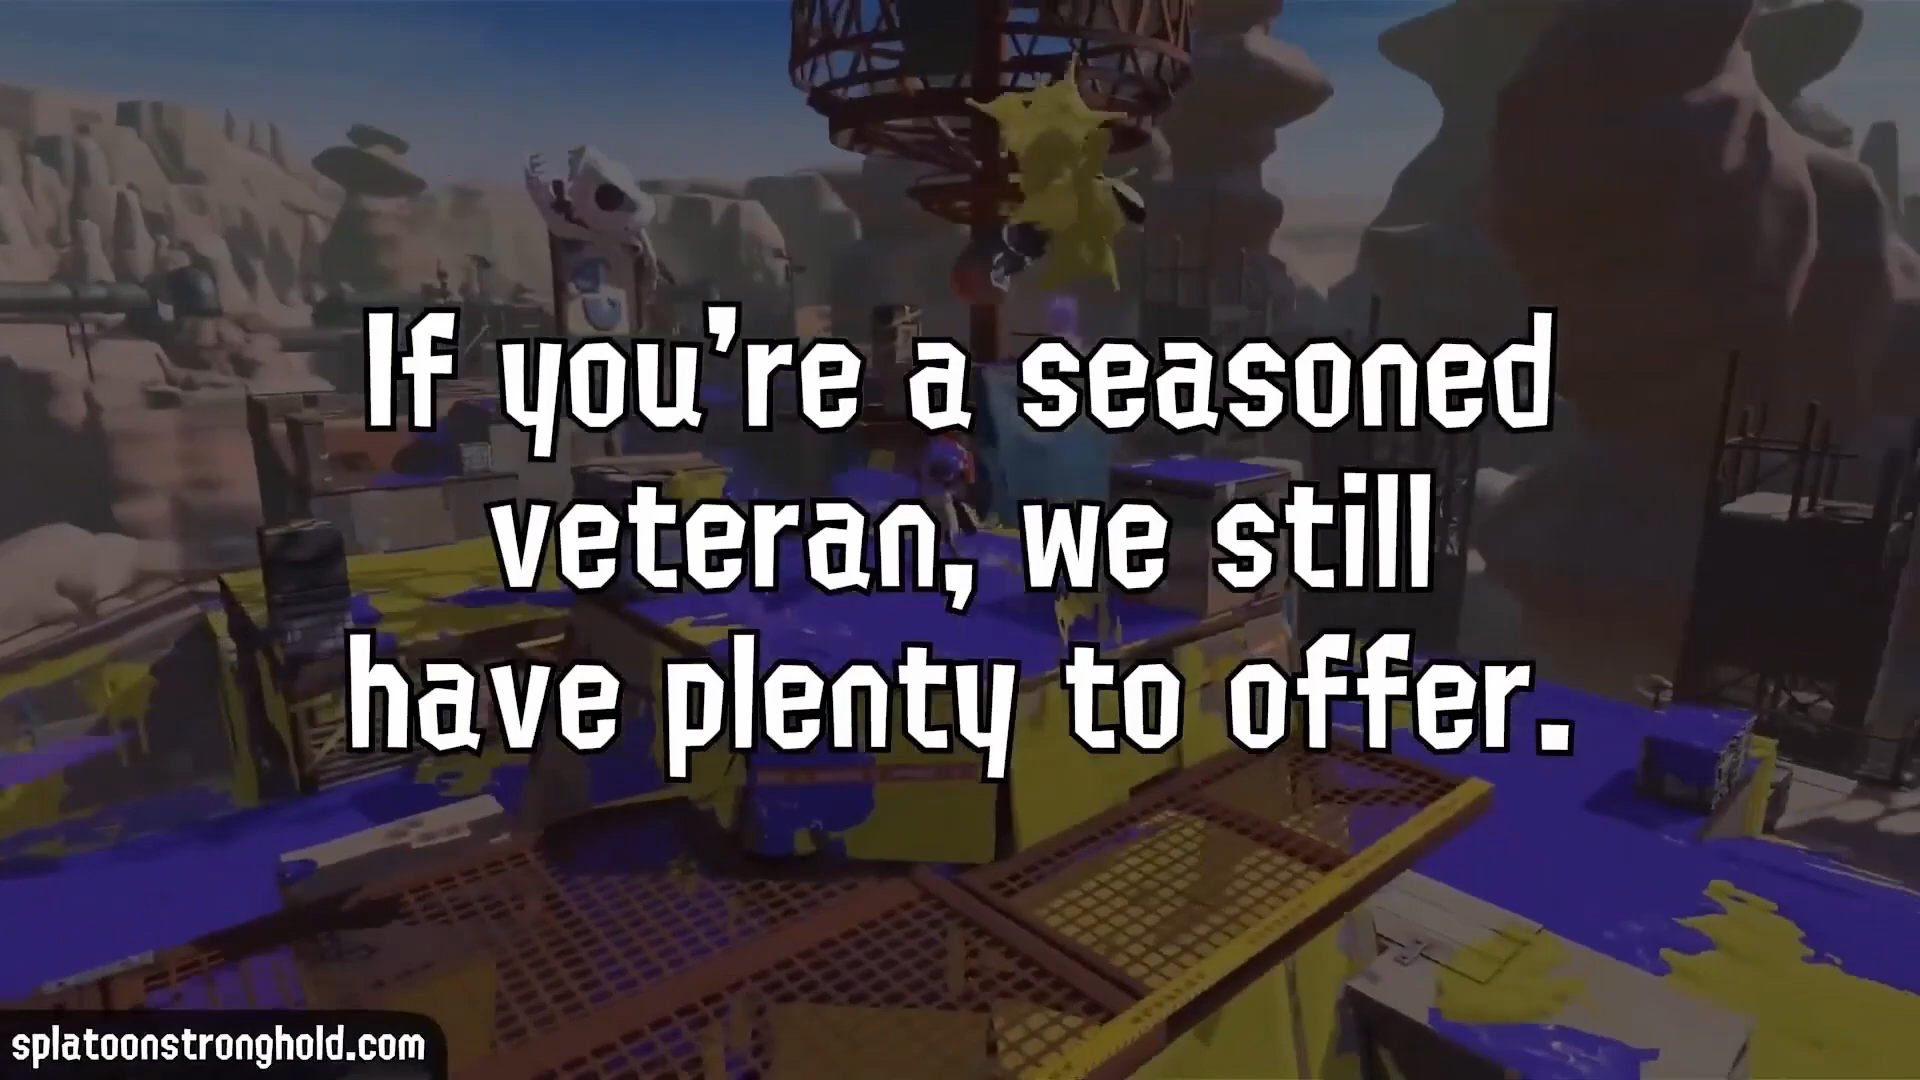 If you're a seasoned
veteran, we still
have plenty to offer.
splatoonstronghold.com